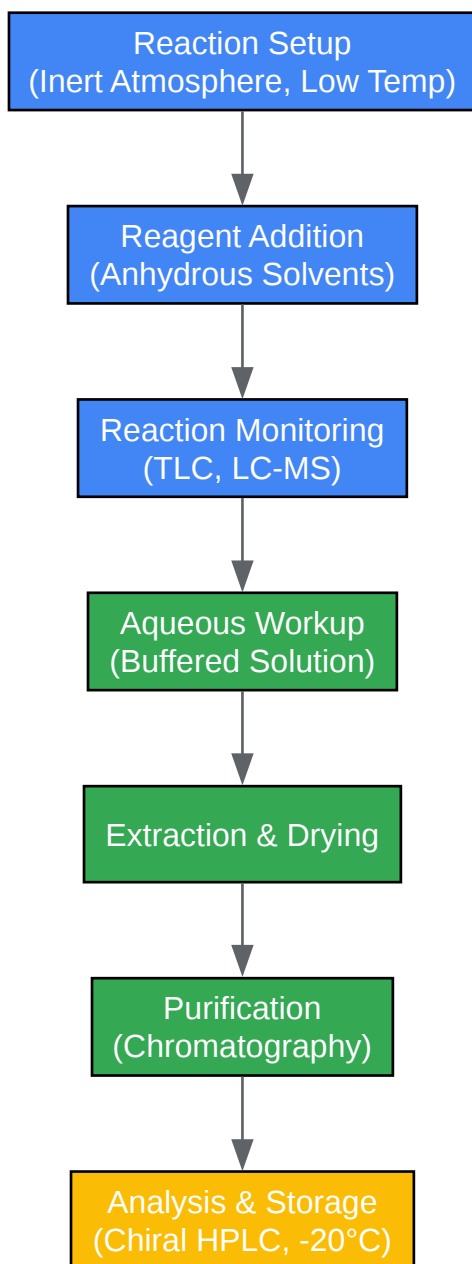 Reaction Setup
(Inert Atmosphere, Low Temp)
Reagent Addition
(Anhydrous Solvents)
Reaction Monitoring
(TLC, LC-MS)
Aqueous Workup
(Buffered Solution)
Extraction & Drying
Purification
(Chromatography)
Analysis & Storage
(Chiral HPLC, -20°C)